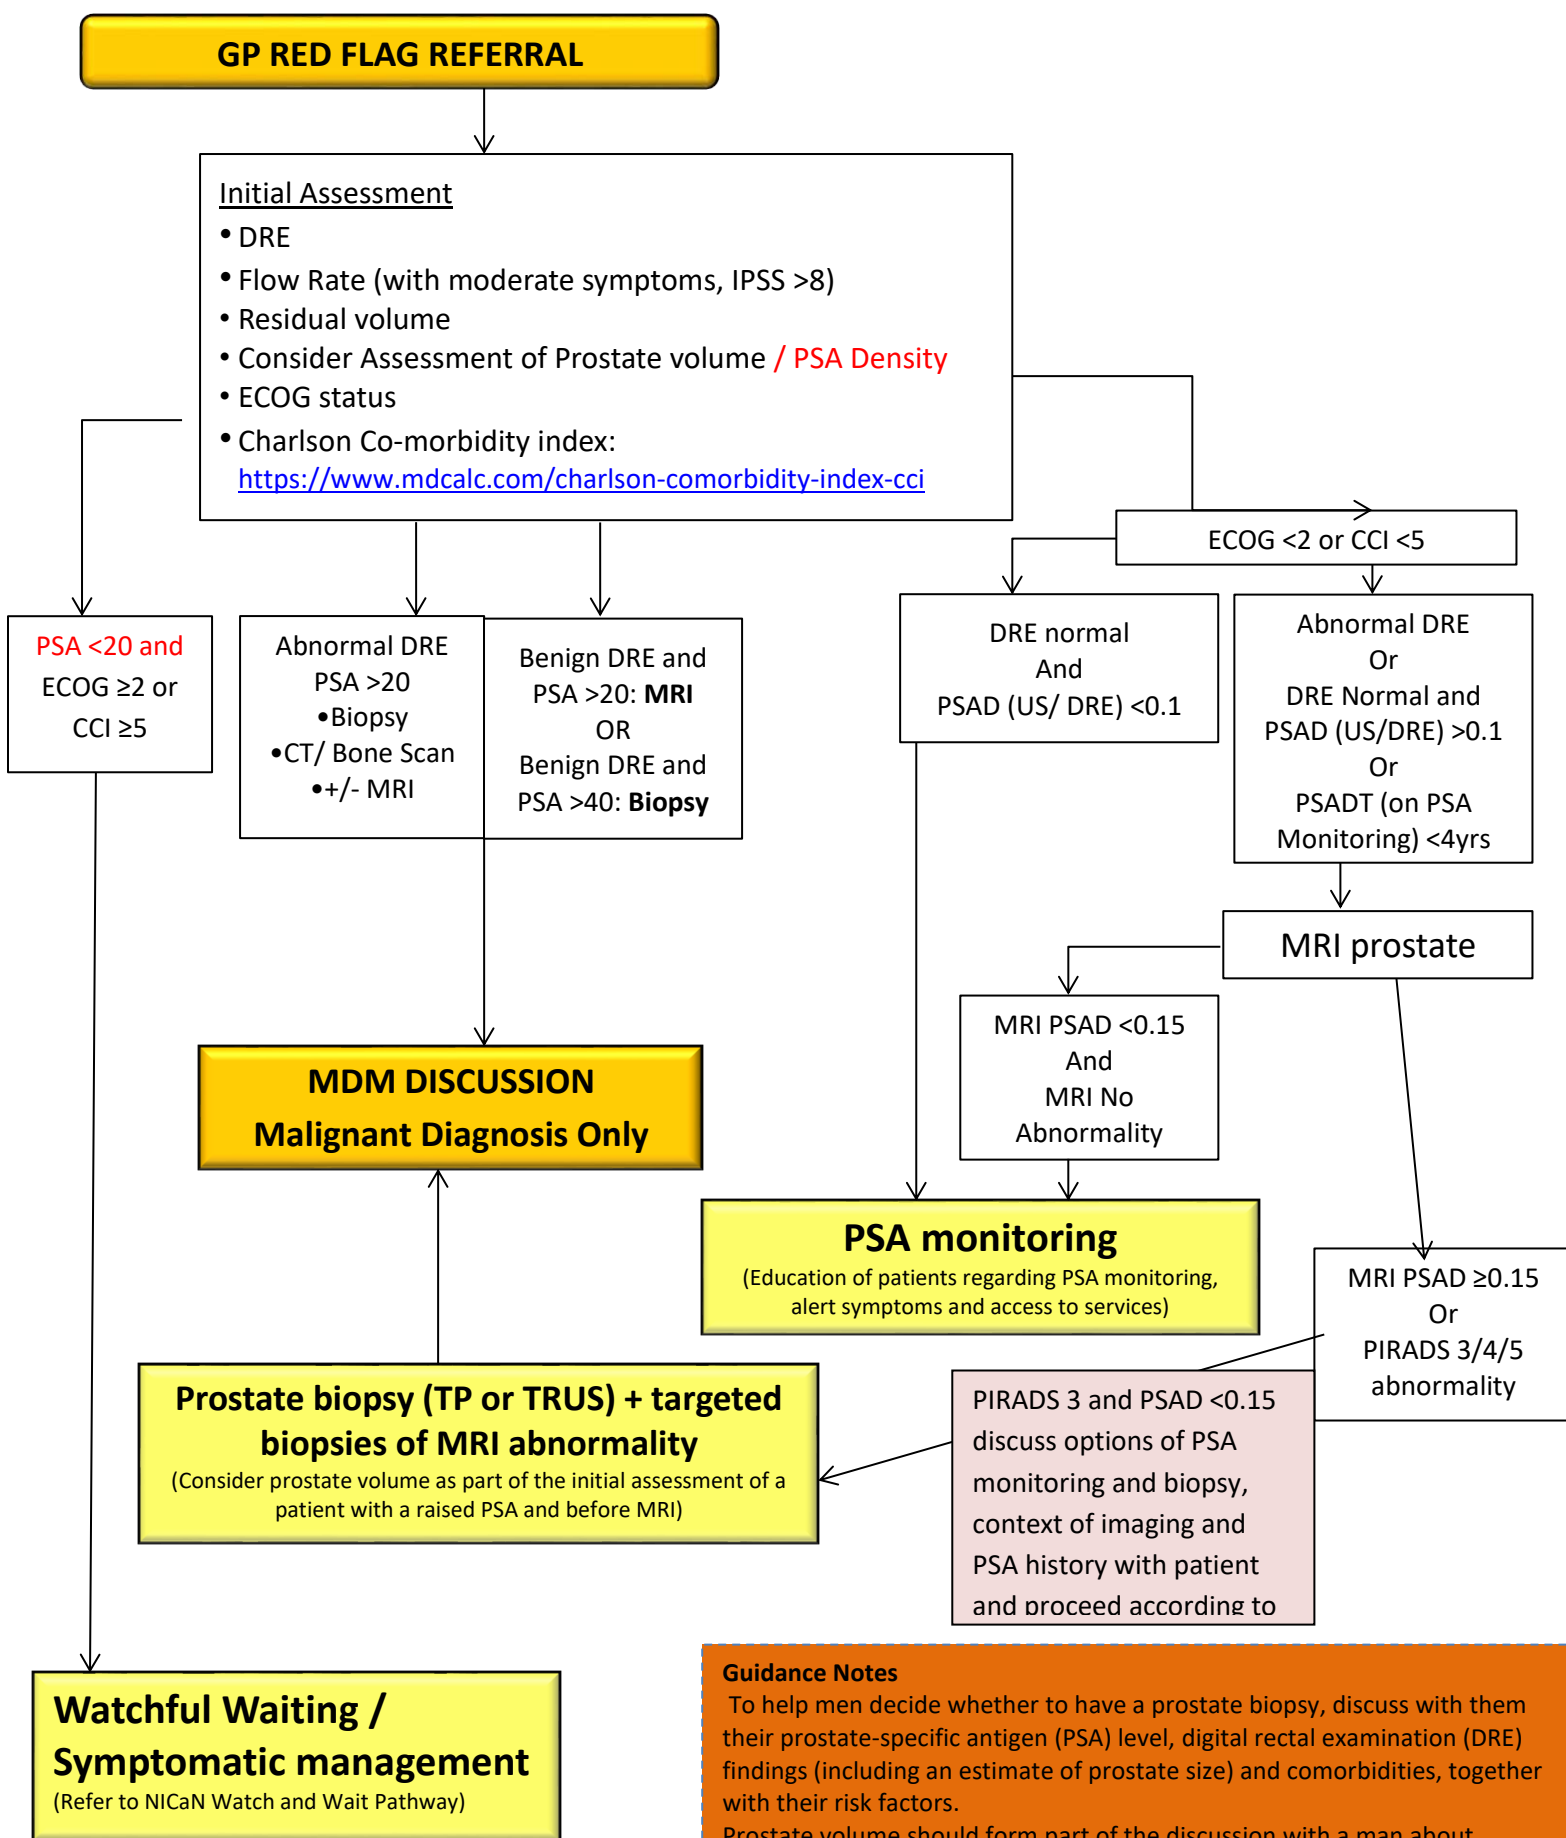 GP RED FLAG REFERRAL
Initial Assessment
• DRE
• Flow Rate (with moderate symptoms, IPSS >8)
• Residual volume
• Consider Assessment of Prostate volume / PSA Density
• ECOG status
• Charlson Co-morbidity index:
https://www.mdcalc.com/charlson-comorbidity-index-cci
ECOG <2 or CCI <5
PSA <20 and
ECOG ≥2 or
CCI ≥5
Abnormal DRE
PSA >20
•Biopsy
•CT/ Bone Scan
•+/- MRI
Benign DRE and
PSA >20: MRI
OR
Benign DRE and
PSA >40: Biopsy
DRE normal
And
PSAD (US/ DRE) <0.1
Abnormal DRE
Or
DRE Normal and
PSAD (US/DRE) >0.1
Or
PSADT (on PSA
Monitoring) <4yrs
MRI prostate
MRI PSAD <0.15
And
MRI No
Abnormality
MDM DISCUSSION
Malignant Diagnosis Only
PSA monitoring
(Education of patients regarding PSA monitoring,
alert symptoms and access to services)
MRI PSAD ≥0.15
Or
PIRADS 3/4/5
abnormality
Prostate biopsy (TP or TRUS) + targeted
biopsies of MRI abnormality
(Consider prostate volume as part of the initial assessment of a
patient with a raised PSA and before MRI)
PIRADS 3 and PSAD <0.15
discuss options of PSA
monitoring and biopsy,
context of imaging and
PSA history with patient
and proceed according to
Watchful Waiting /
Symptomatic management
(Refer to NICaN Watch and Wait Pathway)
Guidance Notes
To help men decide whether to have a prostate biopsy, discuss with them
their prostate-specific antigen (PSA) level, digital rectal examination (DRE)
findings (including an estimate of prostate size) and comorbidities, together
with their risk factors.
Prostate volume should form part of the discussion with a man about